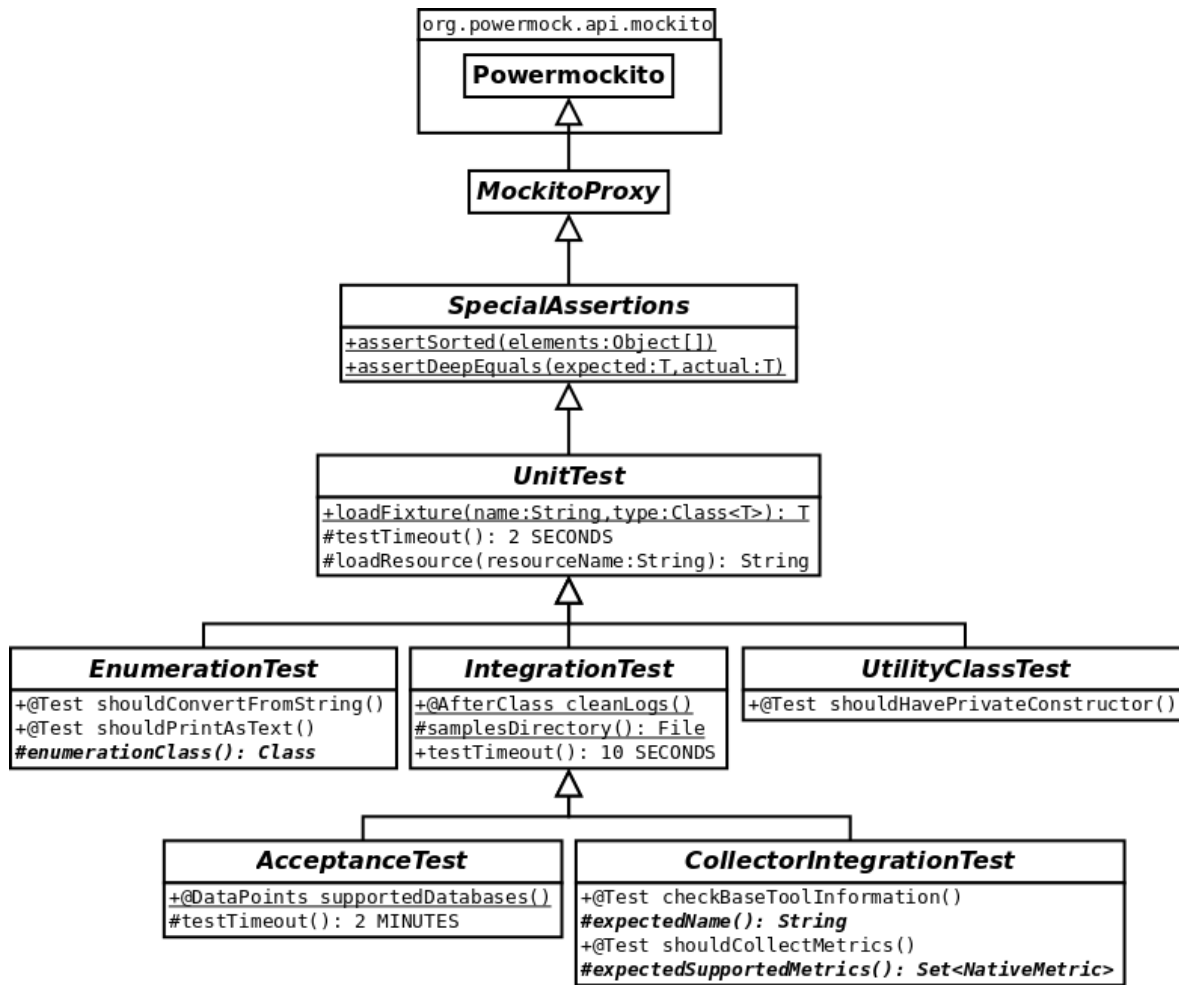 org.powermock.api.mockito
Powermockito
MockitoProxy
SpecialAssertions
+assertSorted(elements:Object[])
+assertDeepEquals(expected:T,actual:T)
UnitTest
+loadFixture(name:String,type:Class<T>): T
#testTimeout(): 2 SECONDS
#loadResource(resourceName:String): String
EnumerationTest
+@Test shouldConvertFromString()
+@Test shouldPrintAsText()
#enumerationClass(): Class
IntegrationTest
+@AfterClass cleanLogs()
#samplesDirectory(): File
+testTimeout(): 10 SECONDS
UtilityClassTest
+@Test shouldHavePrivateConstructor()
AcceptanceTest
+@DataPoints supportedDatabases()
#testTimeout(): 2 MINUTES
CollectorIntegrationTest
+@Test checkBaseToolInformation()
#expectedName(): String
+@Test shouldCollectMetrics()
#expectedSupportedMetrics(): Set<NativeMetric>